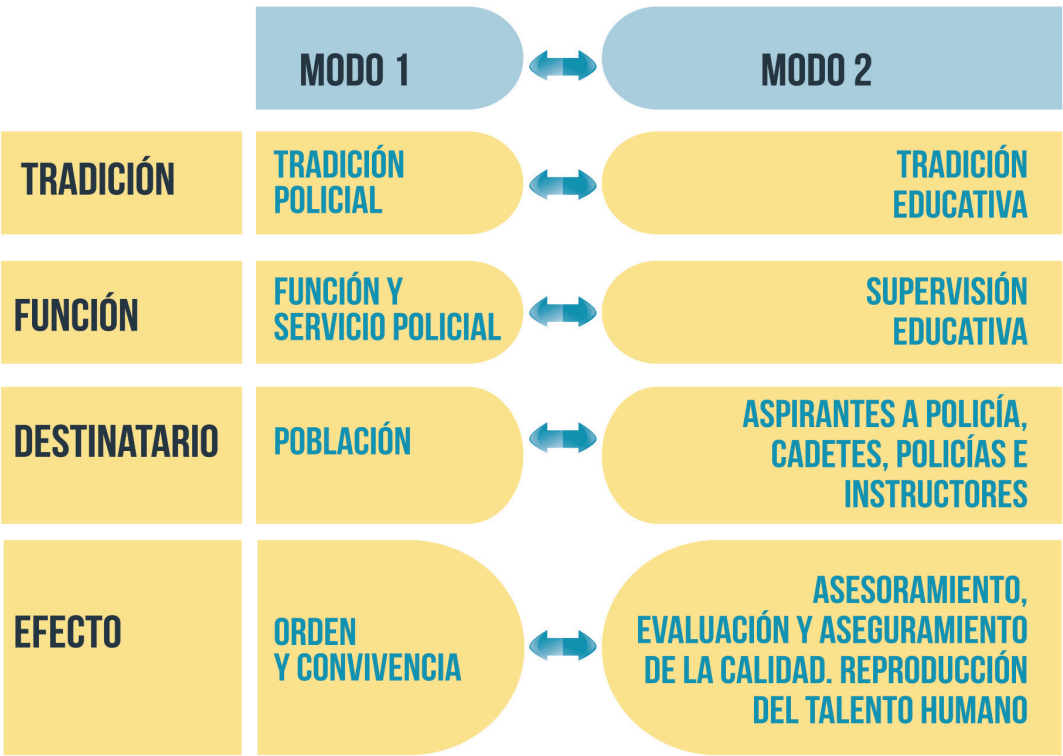 MODO 1
MODO 2
TRADICIÓN
TRADICIÓN
POLICIAL
TRADICIÓN
EDUCATIVA
FUNCIÓN
FUNCIÓN Y
SERVICIO POLICIAL
SUPERVISIÓN
EDUCATIVA
DESTINATARIO
POBLACIÓN
ASPIRANTES A POLICÍA,
CADETES, POLICÍAS E
INSTRUCTORES
EFECTO
ORDEN
Y CONVIVENCIA
ASESORAMIENTO,
EVALUACIÓN Y ASEGURAMIENTO
DE LA CALIDAD. REPRODUCCIÓN
DEL TALENTO HUMANO